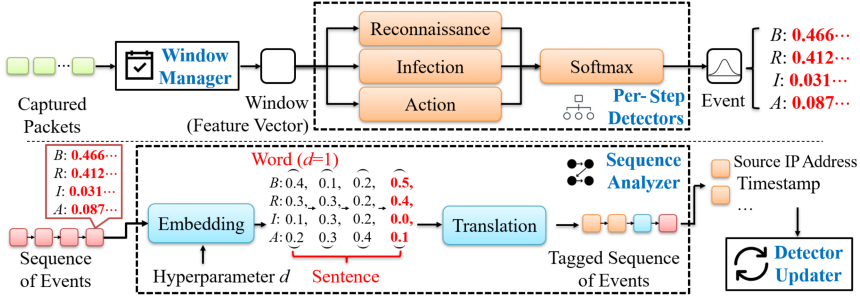 Captured
Packets
Window
Manager
Window
(Feature Vector)
Reconnaissance
Infection
Action
Softmax
Per-Step
Detectors
Event
B: 0.466···
R: 0.412···
I: 0.031···
A: 0.087···
B: 0.466···
R: 0.412···
I: 0.031···
A: 0.087···
Sequence
of Events
Embedding
Hyperparameter d
Word (d=1)
B: 0.4, 0.1, 0.2, 0.5,
R: 0.3, 0.3, 0.2, 0.4,
I: 0.1, 0.3, 0.2, 0.0,
A: 0.2 0.3 0.4 0.1
Sentence
Translation
Sequence
Analyzer
Tagged Sequence
of Events
Source IP Address
Timestamp
...
Detector
Updater